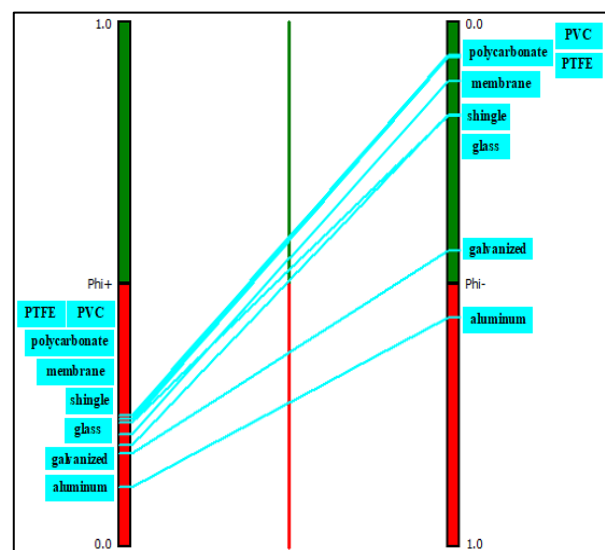 1.0
0.0
PVC
polycarbonate
PTFE
membrane
shingle
glass
galvanized
Phi+
Phi-
PTFE
PVC
aluminum
polycarbonate
membrane
shingle
glass
galvanized
aluminum
0.0
1.0